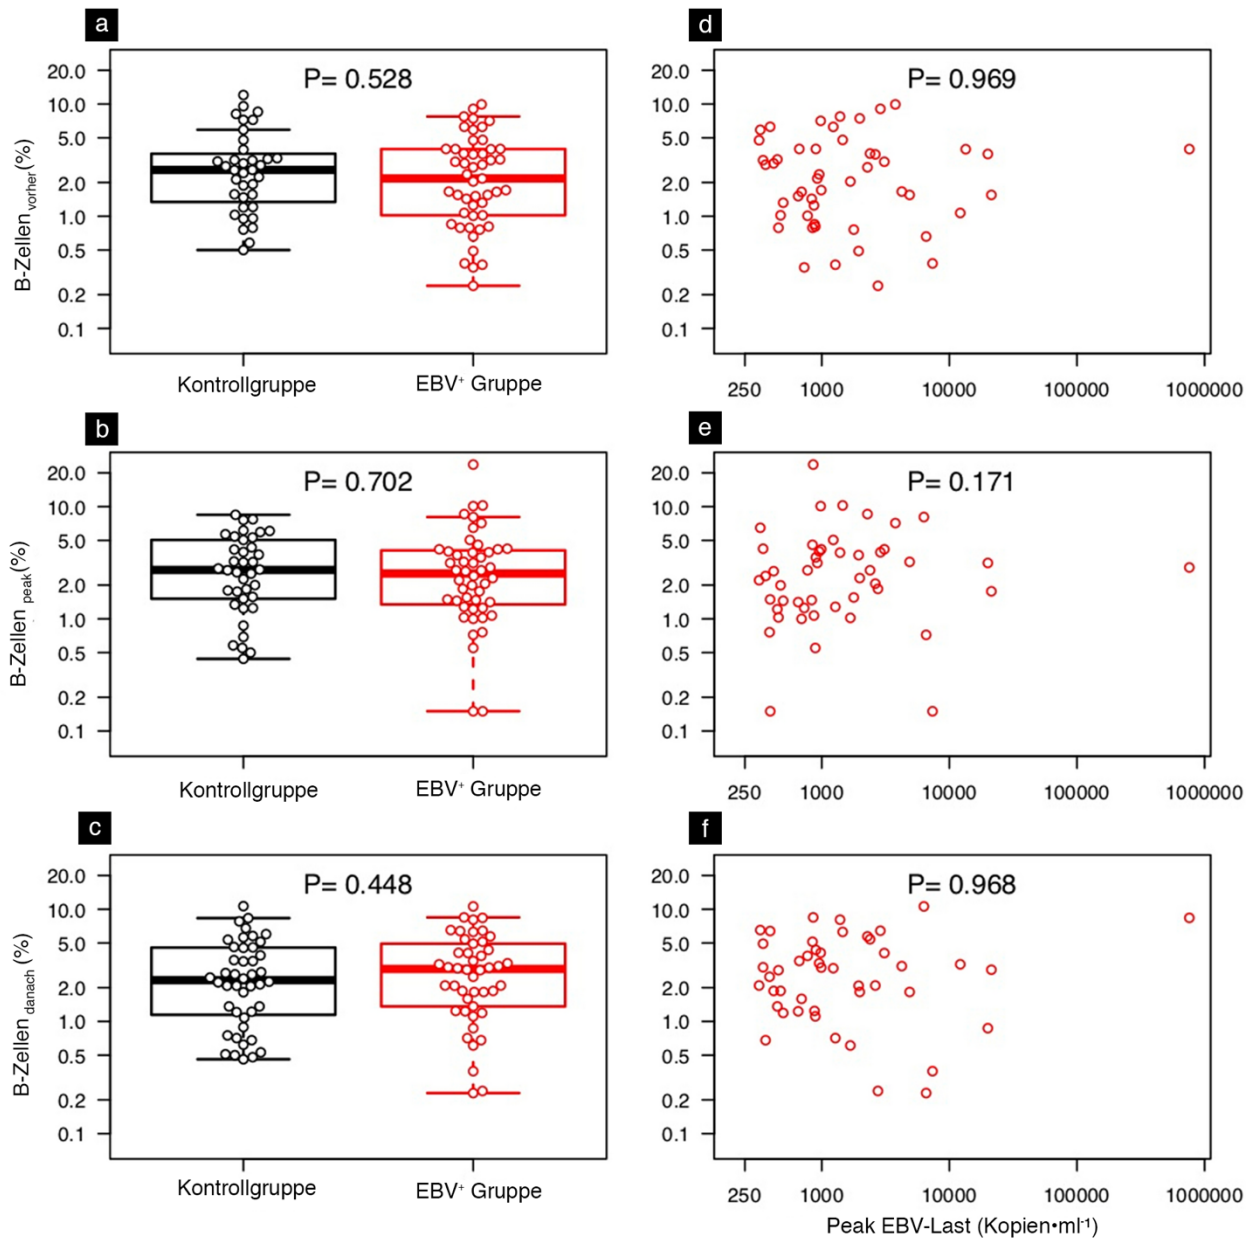 a
P= 0.528
B-Zellen vorher (%)
20.0
10.0
5.0
2.0
1.0
0.5
0.2
0.1
Kontrollgruppe
EBV⁺ Gruppe
d
P= 0.969
20.0
10.0
5.0
2.0
1.0
0.5
0.2
0.1
250 1000 10000 100000 1000000
b
P= 0.702
B-Zellen peak (%)
20.0
10.0
5.0
2.0
1.0
0.5
0.2
0.1
Kontrollgruppe
EBV⁺ Gruppe
e
P= 0.171
20.0
10.0
5.0
2.0
1.0
0.5
0.2
0.1
250 1000 10000 100000 1000000
c
P= 0.448
B-Zellen danach (%)
20.0
10.0
5.0
2.0
1.0
0.5
0.2
0.1
Kontrollgruppe
EBV⁺ Gruppe
f
P= 0.968
20.0
10.0
5.0
2.0
1.0
0.5
0.2
0.1
250 1000 10000 100000 1000000
Peak EBV-Last (Kopien•ml⁻¹)